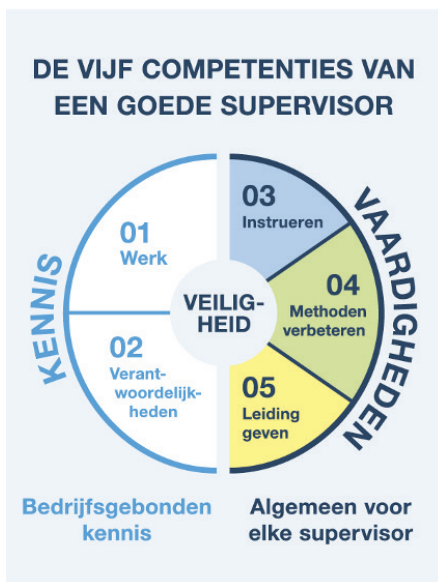 DE VIJF COMPETENTIES VAN
EEN GOEDE SUPERVISOR
KENNIS
01
Werk
02
Verant-
woordelijk-
heden
VEILIG-
HEID
03
Instrueren
04
Methoden
verbeteren
05
Leiding
geven
VAARDIGHEDEN
Bedrijfsgebonden
kennis
Algemeen voor
elke supervisor